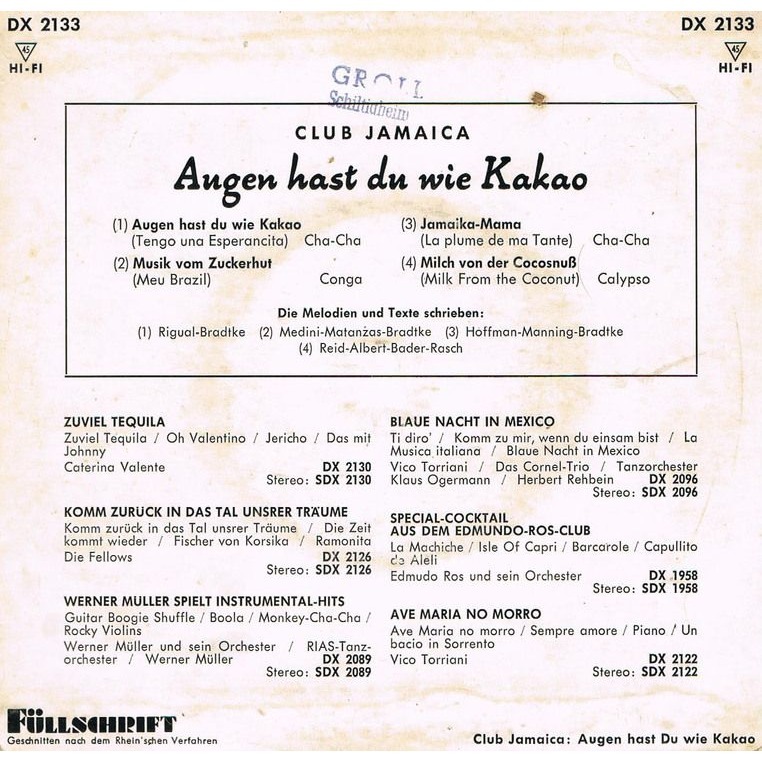 DX 2133
DX 2133
45
45
HI-FI
HI-FI
Schiltigheim
CLUB JAMAICA
Augen hast du wie Kakao
(1) Augen hast du wie Kakao
(Tengo una Esperancita) Cha-Cha
(2) Musik vom Zuckerhut
(Meu Brazil) Conga
(3) Jamaika-Mama
(La plume de ma Tante) Cha-Cha
(4) Milch von der Cocosnuß
(Milk From the Coconut) Calypso
Die Melodien und Texte schrieben:
(1) Rigual-Bradtke (2) Medini-Matanzas-Bradtke (3) Hoffman-Manning-Bradtke
(4) Reid-Albert-Bader-Rasch
ZUVIEL TEQUILA
Zuviel Tequila / Oh Valentino / Jericho / Das mit
Johnny
Caterina Valente DX 2130
Stereo: SDX 2130
KOMM ZURÜCK IN DAS TAL UNSRER TRÄUME
Komm zurück in das Tal unsrer Träume / Die Zeit
kommt wieder / Fischer von Korsika / Ramonita
Die Fellows DX 2126
Stereo: SDX 2126
WERNER MÜLLER SPIELT INSTRUMENTAL-HITS
Guitar Boogie Shuffle / Boola / Monkey-Cha-Cha /
Rocky Violins
Werner Müller und sein Orchester / RIAS-Tanz-
orchester / Werner Müller DX 2089
Stereo: SDX 2089
BLAUE NACHT IN MEXICO
Ti diro' / Komm zu mir, wenn du einsam bist / La
Musica italiana / Blaue Nacht in Mexico
Vico Torriani / Das Cornel-Trio / Tanzorchester
Klaus Ogermann / Herbert Rehbein DX 2096
Stereo: SDX 2096
SPECIAL-COCKTAIL
AUS DEM EDMUNDO-ROS-CLUB
La Machiche / Isle Of Capri / Barcarole / Capullito
de Aleli
Edmudo Ros und sein Orchester DX 1958
Stereo: SDX 1958
AVE MARIA NO MORRO
Ave Maria no morro / Sempre amore / Piano / Un
bacio in Sorrento
Vico Torriani DX 2122
Stereo: SDX 2122
FÜLLSCHRIFT
Geschnitten nach dem Rhein'schen Verfahren
Club Jamaica: Augen hast Du wie Kakao